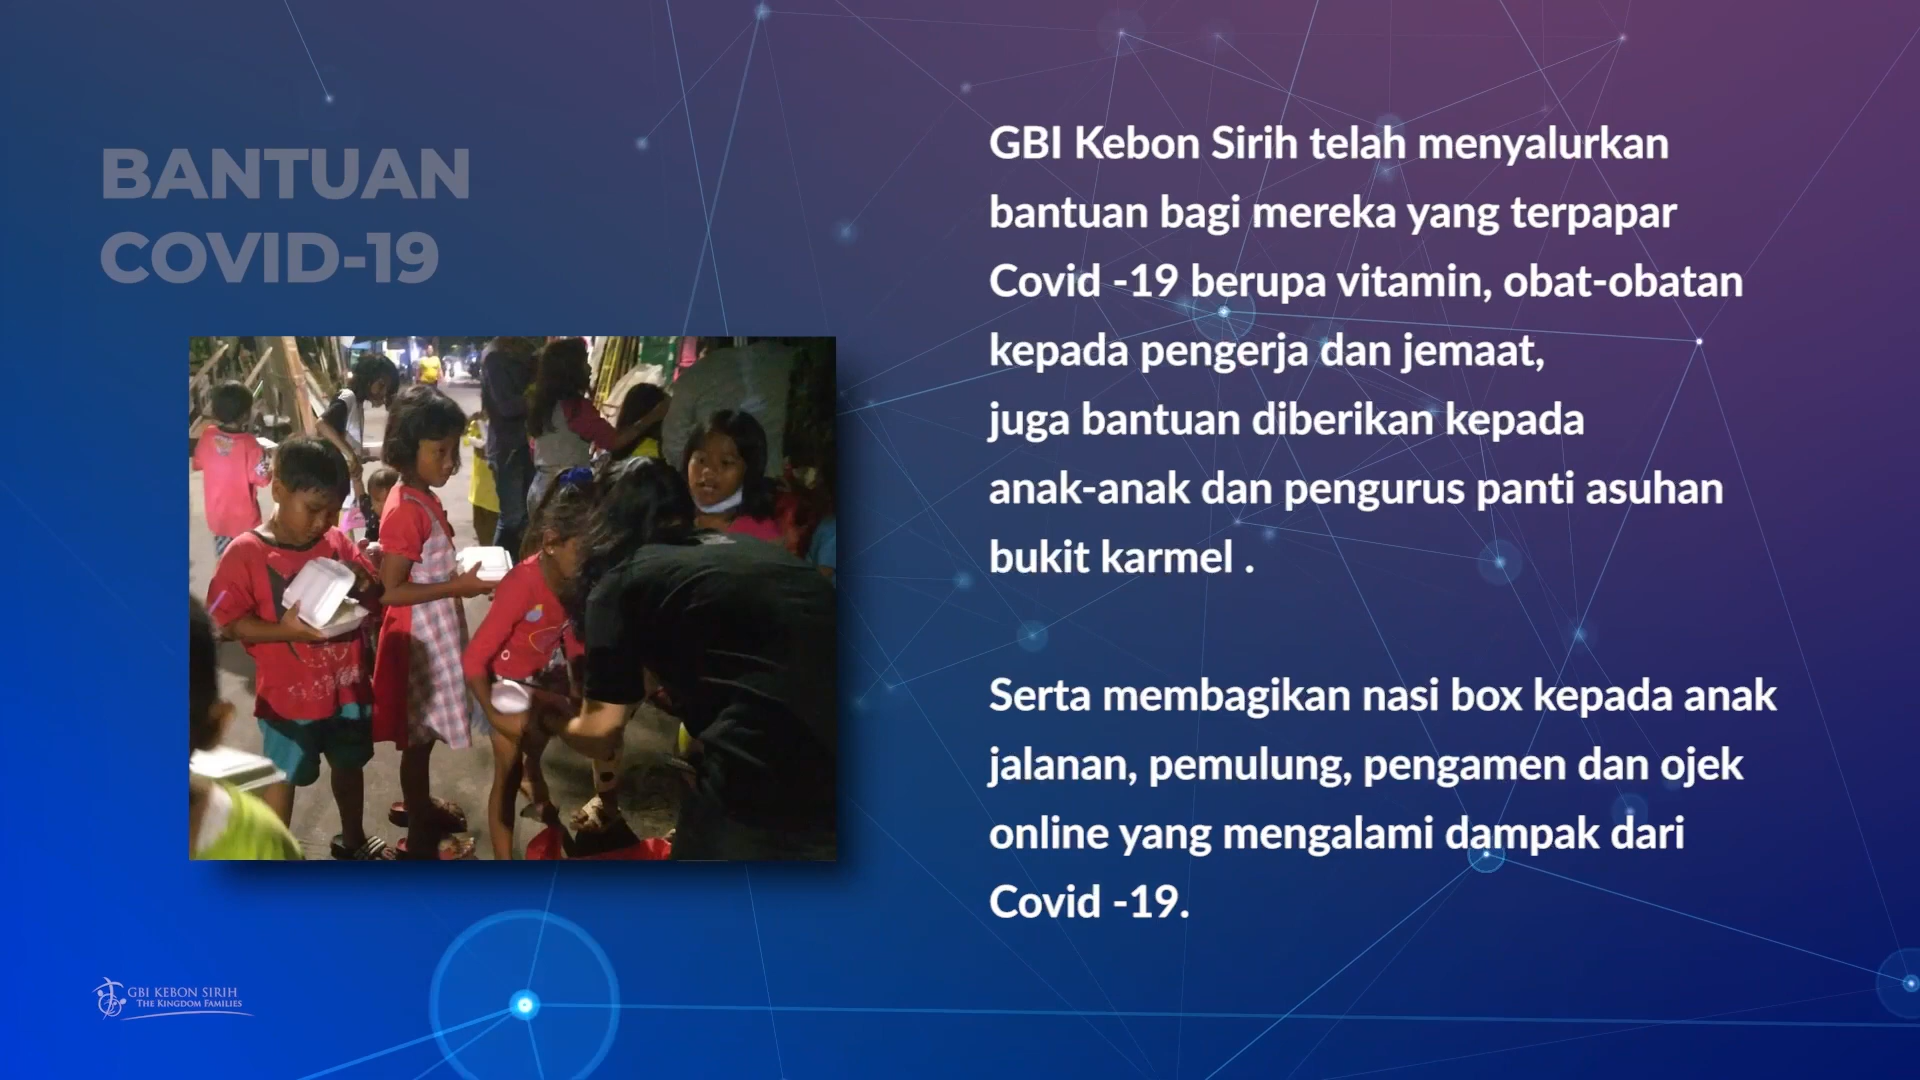 BANTUAN
COVID-19
GBI Kebon Sirih telah menyalurkan
bantuan bagi mereka yang terpapar
Covid -19 berupa vitamin, obat-obatan
kepada pengerja dan jemaat,
juga bantuan diberikan kepada
anak-anak dan pengurus panti asuhan
bukit karmel .
Serta membagikan nasi box kepada anak
jalanan, pemulung, pengamen dan ojek
online yang mengalami dampak dari
Covid -19.
GBI KEBON SIRIH
THE KINGDOM FAMILIES